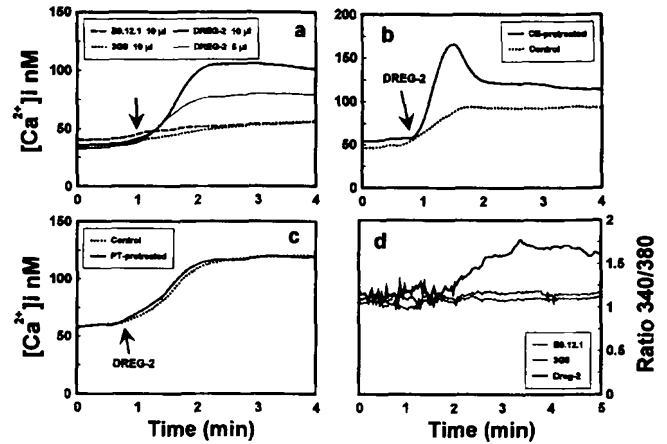 a
B9.12.1 10 µl
DREG-2 10 µl
3G8 10 µl
DREG-2 5 µl
[Ca2+]i nM
150
100
50
0
0 1 2 3 4
b
CB-pretreated
Control
DREG-2
200
150
100
50
0
0 1 2 3 4
c
Control
PT-pretreated
DREG-2
[Ca2+]i nM
150
100
50
0
0 1 2 3 4
Time (min)
d
B9.12.1
3G8
Dreg-2
Ratio 340/380
2
1.5
1
0.5
0
0 1 2 3 4 5
Time (min)